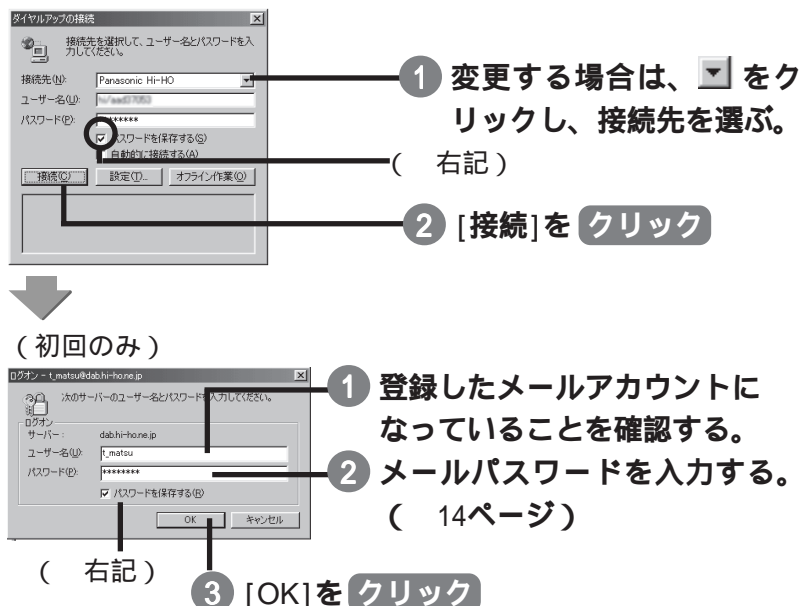 ダイヤルアップの接続
接続先を選択して、ユーザー名とパスワードを入
力してください。
接続先(N):
Panasonic Hi-HO
ユーザー名(U):
パスワード(P):
*******
パスワードを保存する(S)
自動的に接続する(A)
接続(C)
設定(T)...
オフライン作業(O)
1 変更する場合は、 をク
リックし、接続先を選ぶ。
( 右記)
2 [接続]を クリック
(初回のみ)
ログオン - t_matsu@dab.hi-ho.ne.jp
次のサーバーのユーザー名とパスワードを入力してください。
ログオン
サーバー:
dab.hi-ho.ne.jp
ユーザー名(U):
t_matsu
パスワード(P):
********
パスワードを保存する(R)
OK
キャンセル
1 登録したメールアカウントに
なっていることを確認する。
2 メールパスワードを入力する。
( 14ページ)
( 右記)
3 [OK]を クリック